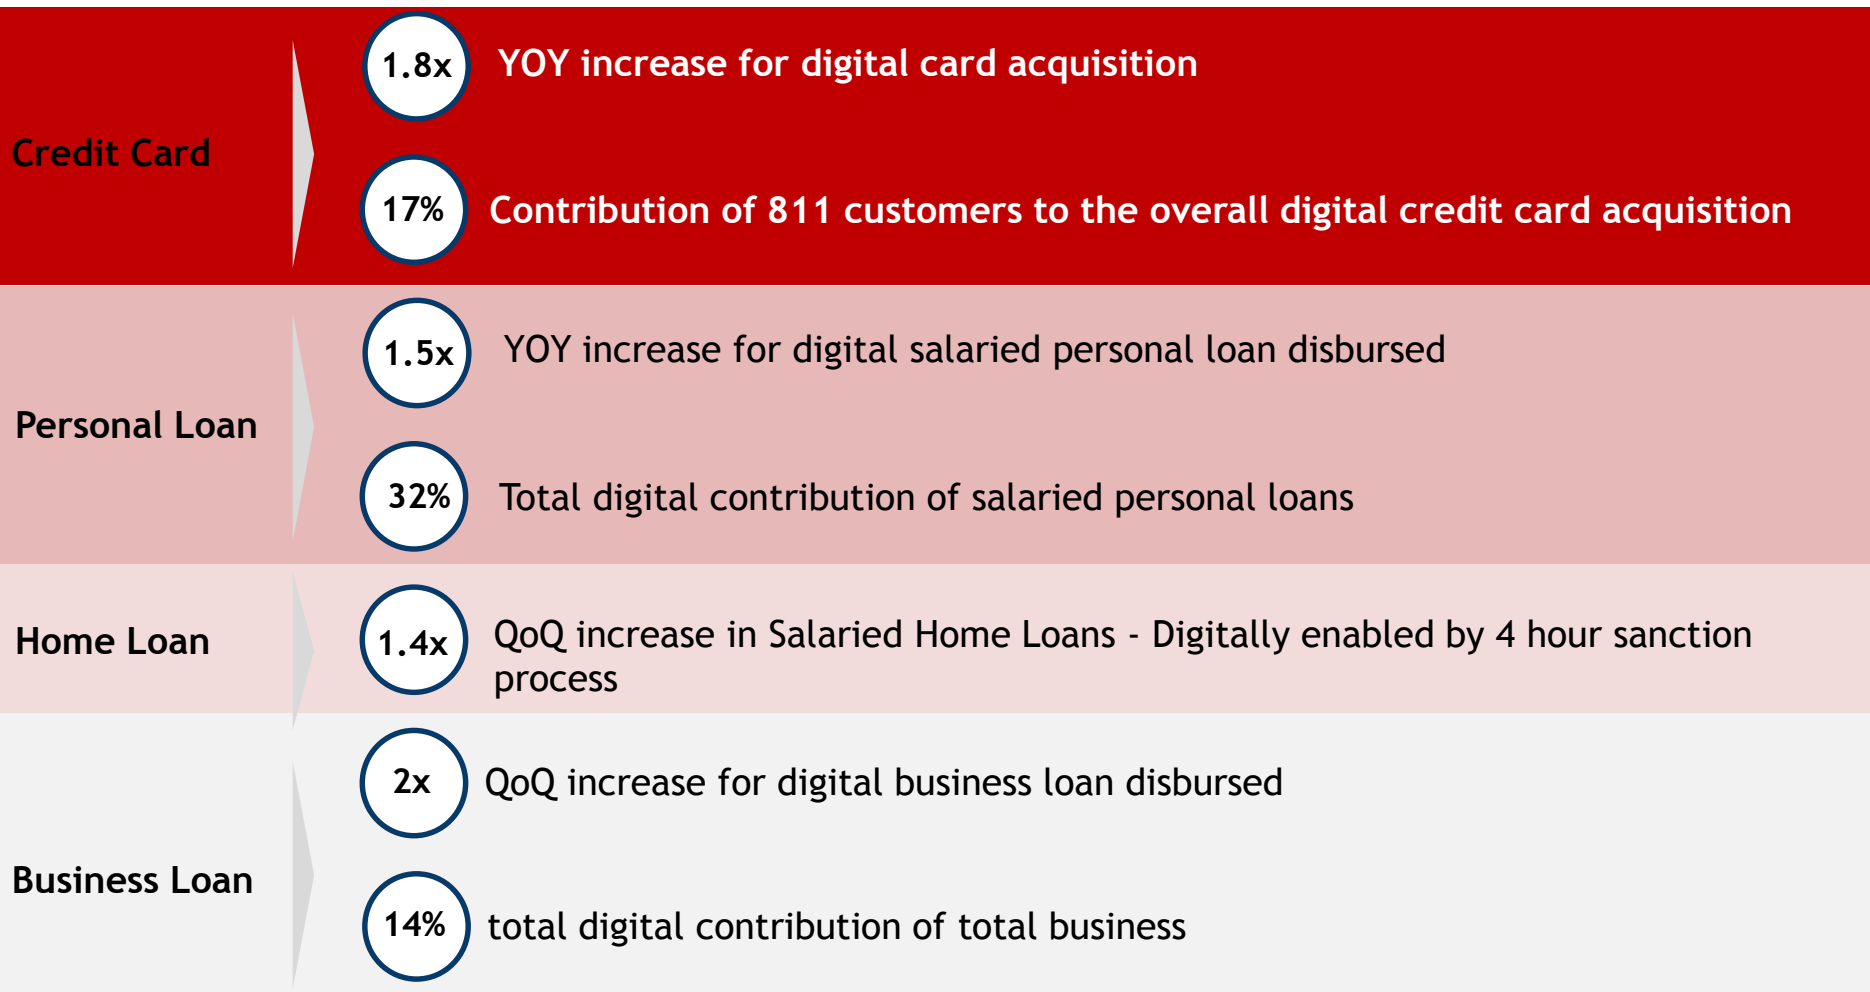 Credit Card
1.8x
YOY increase for digital card acquisition
17%
Contribution of 811 customers to the overall digital credit card acquisition
Personal Loan
1.5x
YOY increase for digital salaried personal loan disbursed
32%
Total digital contribution of salaried personal loans
Home Loan
1.4x
QoQ increase in Salaried Home Loans - Digitally enabled by 4 hour sanction
process
Business Loan
2x
QoQ increase for digital business loan disbursed
14%
total digital contribution of total business